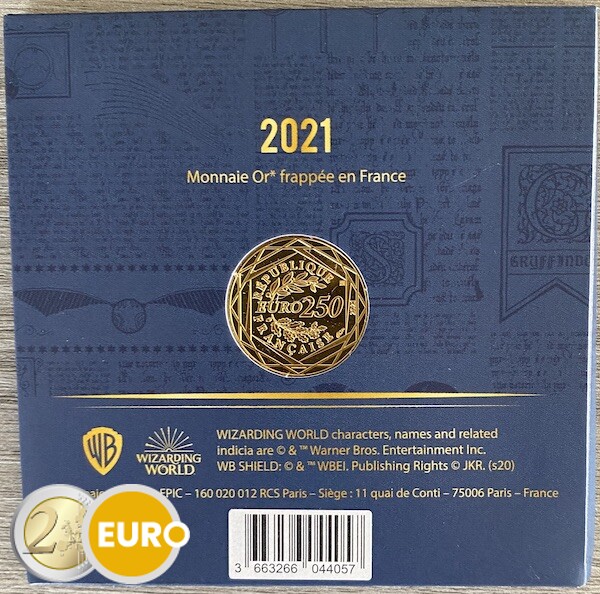 2021
Monnaie Or* frappée en France
GRYFFINDO
RÉPUBLIQUE
EURO 250
FRANÇAISE
WB
WIZARDING
WORLD
WIZARDING WORLD characters, names and related
indicia are © & ™ Warner Bros. Entertainment Inc.
WB SHIELD: © & ™ WBEI. Publishing Rights © JKR. (s20)
EPIC – 160 020 012 RCS Paris – Siège : 11 quai de Conti – 75006 Paris – France
2 EURO
3 663266 044057